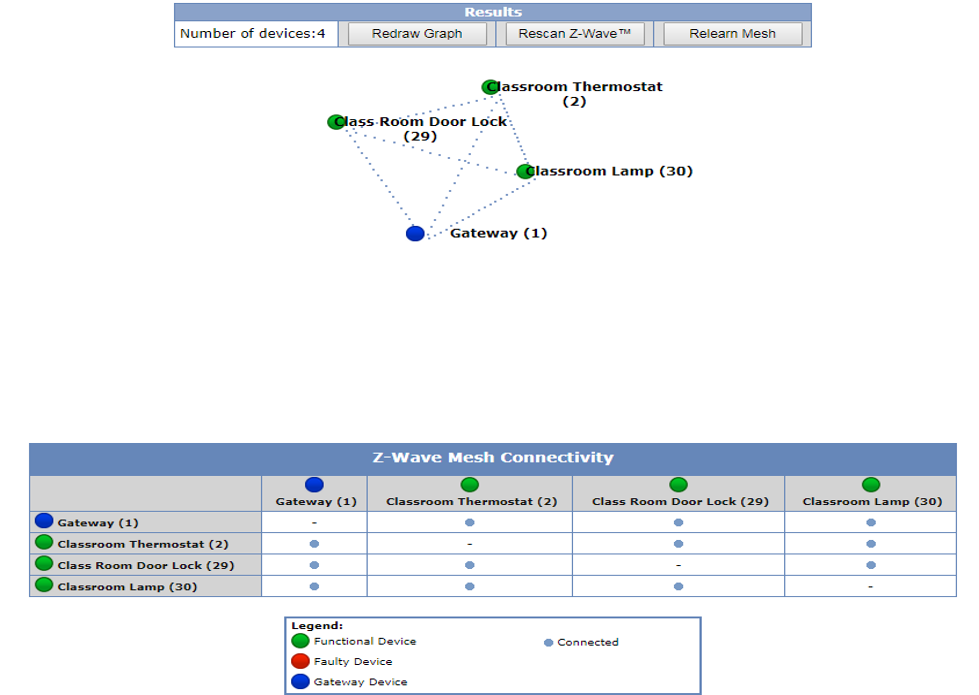 Results
Number of devices:4 Redraw Graph Rescan Z-Wave™ Relearn Mesh
Classroom Thermostat
(2)
Class Room Door Lock
(29)
Classroom Lamp (30)
Gateway (1)
Z-Wave Mesh Connectivity
Gateway (1) Classroom Thermostat (2) Class Room Door Lock (29) Classroom Lamp (30)
Gateway (1) -
Classroom Thermostat (2) -
Class Room Door Lock (29) -
Classroom Lamp (30) -
Legend:
Functional Device Connected
Faulty Device
Gateway Device